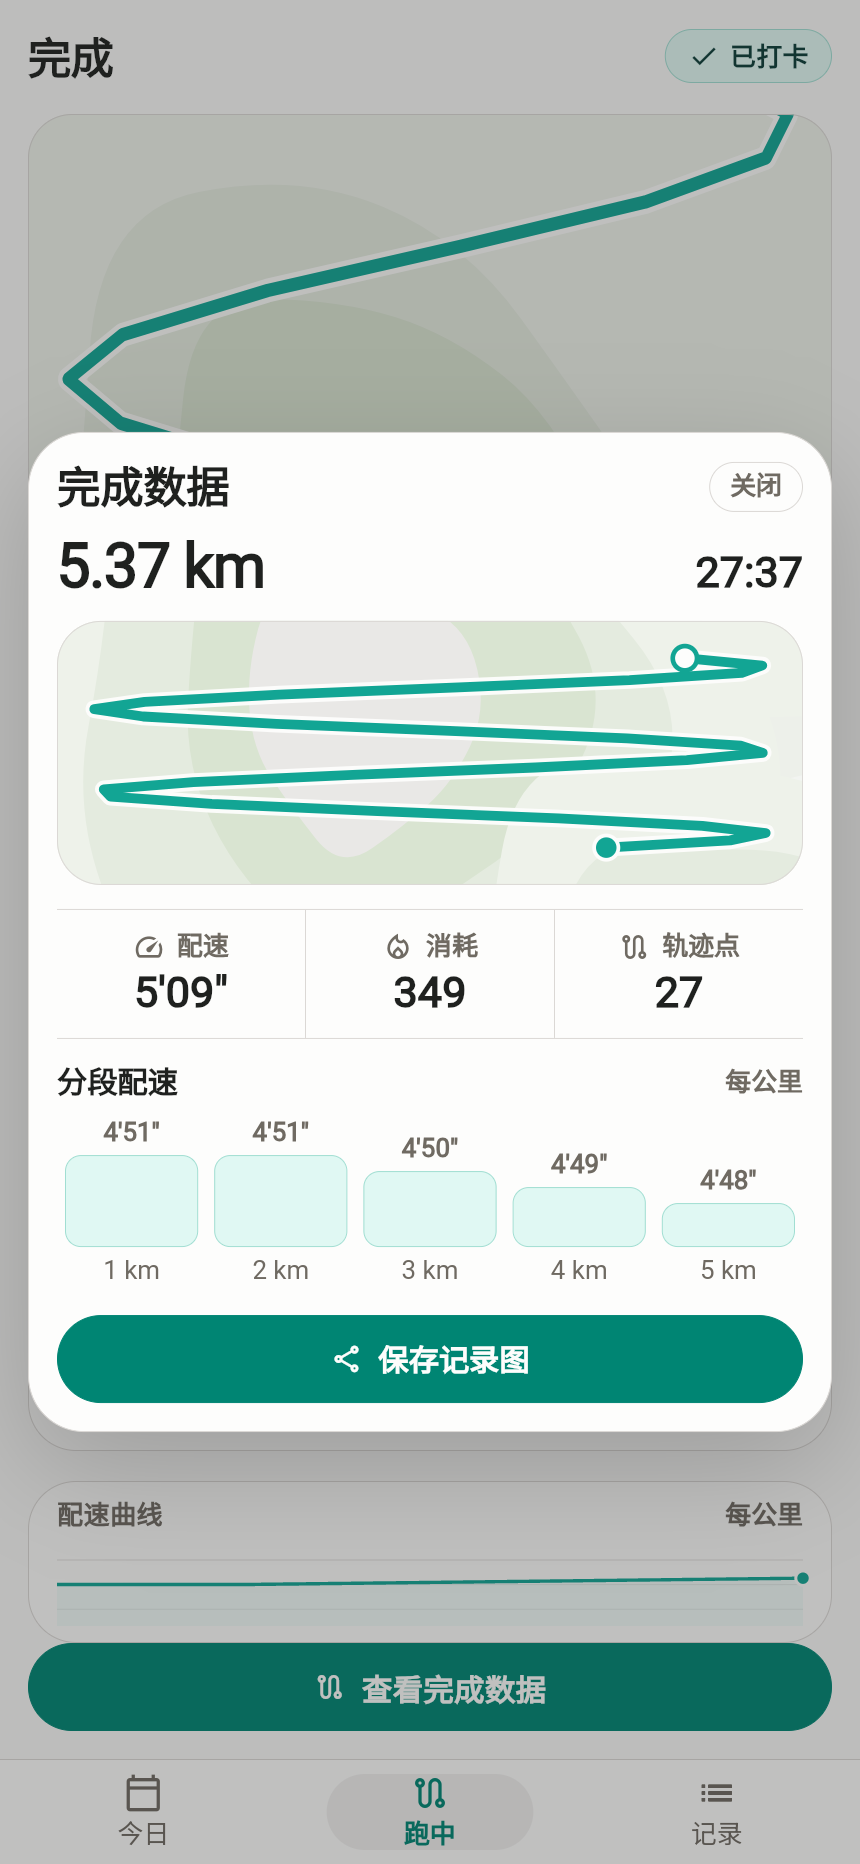 完成
已打卡
完成数据
关闭
5.37 km
27:37
配速
消耗
轨迹点
5'09"
349
27
分段配速
每公里
4'51"
4'51"
4'50"
4'49"
4'48"
1 km
2 km
3 km
4 km
5 km
保存记录图
配速曲线
每公里
查看完成数据
今日
跑中
记录